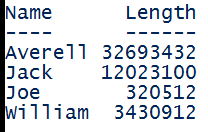 Name Length
---- ------
Averell 32693432
Jack 12023100
Joe 320512
William 3430912